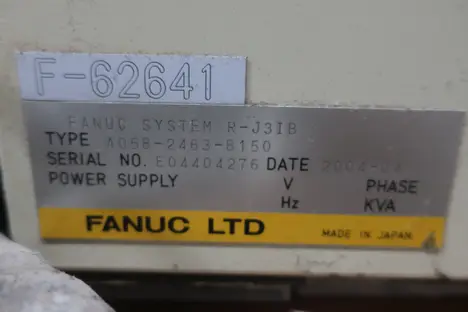 F-62641
FANUC SYSTEM R-J3IB
TYPE A05B-2463-B150
SERIAL NO. E04404276 DATE
POWER SUPPLY V PHASE
Hz KVA
FANUC LTD MADE IN JAPAN